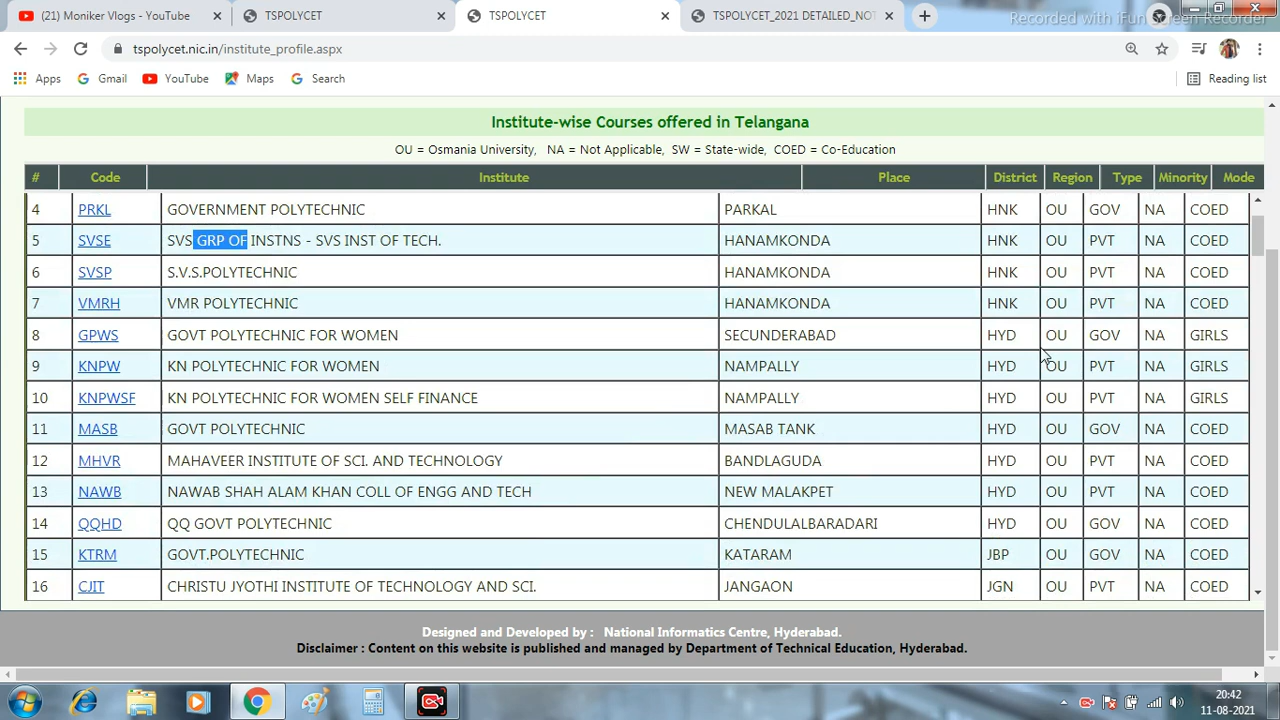 (21) Moniker Vlogs - YouTube
TSPOLYCET
TSPOLYCET
TSPOLYCET_2021 DETAILED_NOT
Recorded with iFun Screen Recorder
tspolycet.nic.in/institute_profile.aspx
Apps Gmail YouTube Maps Search Reading list
Institute-wise Courses offered in Telangana
OU = Osmania University, NA = Not Applicable, SW = State-wide, COED = Co-Education
# Code Institute Place District Region Type Minority Mode
4 PRKL GOVERNMENT POLYTECHNIC PARKAL HNK OU GOV NA COED
5 SVSE SVS GRP OF INSTNS - SVS INST OF TECH. HANAMKONDA HNK OU PVT NA COED
6 SVSP S.V.S.POLYTECHNIC HANAMKONDA HNK OU PVT NA COED
7 VMRH VMR POLYTECHNIC HANAMKONDA HNK OU PVT NA COED
8 GPWS GOVT POLYTECHNIC FOR WOMEN SECUNDERABAD HYD OU GOV NA GIRLS
9 KNPW KN POLYTECHNIC FOR WOMEN NAMPALLY HYD OU PVT NA GIRLS
10 KNPWSF KN POLYTECHNIC FOR WOMEN SELF FINANCE NAMPALLY HYD OU PVT NA GIRLS
11 MASB GOVT POLYTECHNIC MASAB TANK HYD OU GOV NA COED
12 MHVR MAHAVEER INSTITUTE OF SCI. AND TECHNOLOGY BANDLAGUDA HYD OU PVT NA COED
13 NAWB NAWAB SHAH ALAM KHAN COLL OF ENGG AND TECH NEW MALAKPET HYD OU PVT NA COED
14 QQHD QQ GOVT POLYTECHNIC CHENDULALBARADARI HYD OU GOV NA COED
15 KTRM GOVT.POLYTECHNIC KATARAM JBP OU GOV NA COED
16 CJIT CHRISTU JYOTHI INSTITUTE OF TECHNOLOGY AND SCI. JANGAON JGN OU PVT NA COED
Designed and Developed by : National Informatics Centre, Hyderabad.
Disclaimer : Content on this website is published and managed by Department of Technical Education, Hyderabad.
20:42
11-08-2021